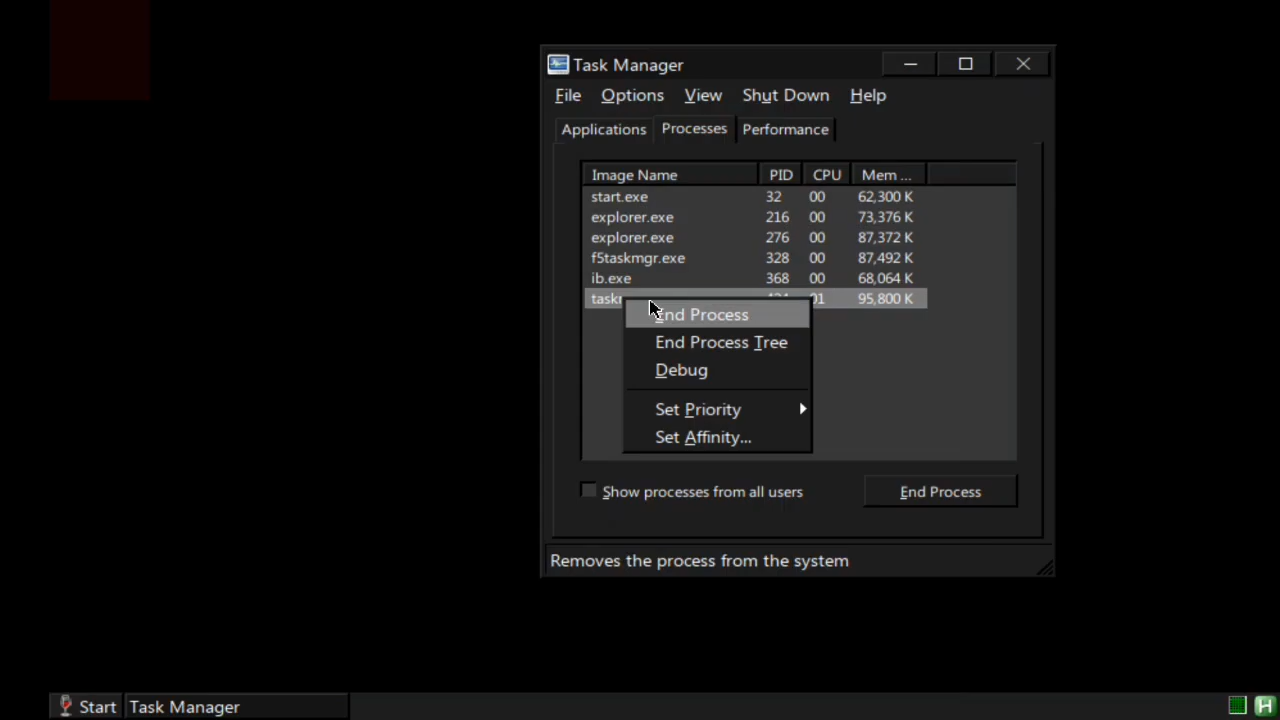 Task Manager
File Options View Shut Down Help
Applications Processes Performance
Image Name PID CPU Mem ...
start.exe 32 00 62,300 K
explorer.exe 216 00 73,376 K
explorer.exe 276 00 87,372 K
f5taskmgr.exe 328 00 87,492 K
ib.exe 368 00 68,064 K
95,800 K
End Process
End Process Tree
Debug
Set Priority
Set Affinity...
Show processes from all users End Process
Removes the process from the system
Start Task Manager
H